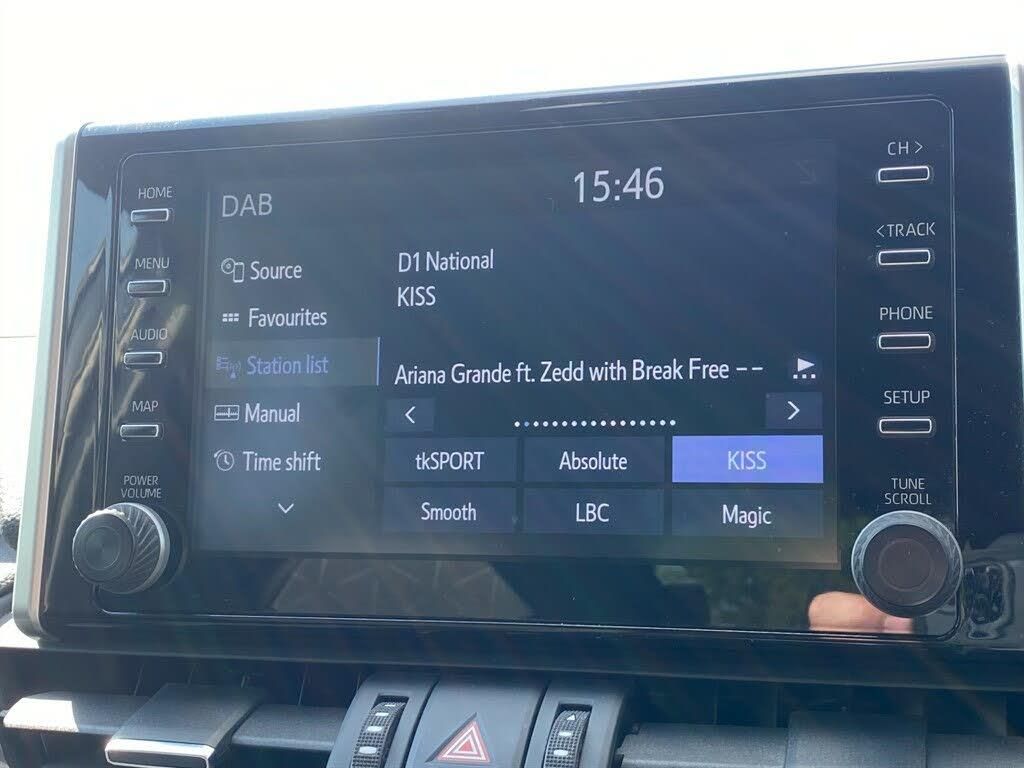 HOME
MENU
AUDIO
MAP
POWER
VOLUME
DAB
15:46
Source
Favourites
Station list
Manual
Time shift
D1 National
KISS
Ariana Grande ft. Zedd with Break Free --
tkSPORT Absolute KISS
Smooth LBC Magic
CH >
<TRACK
PHONE
SETUP
TUNE
SCROLL